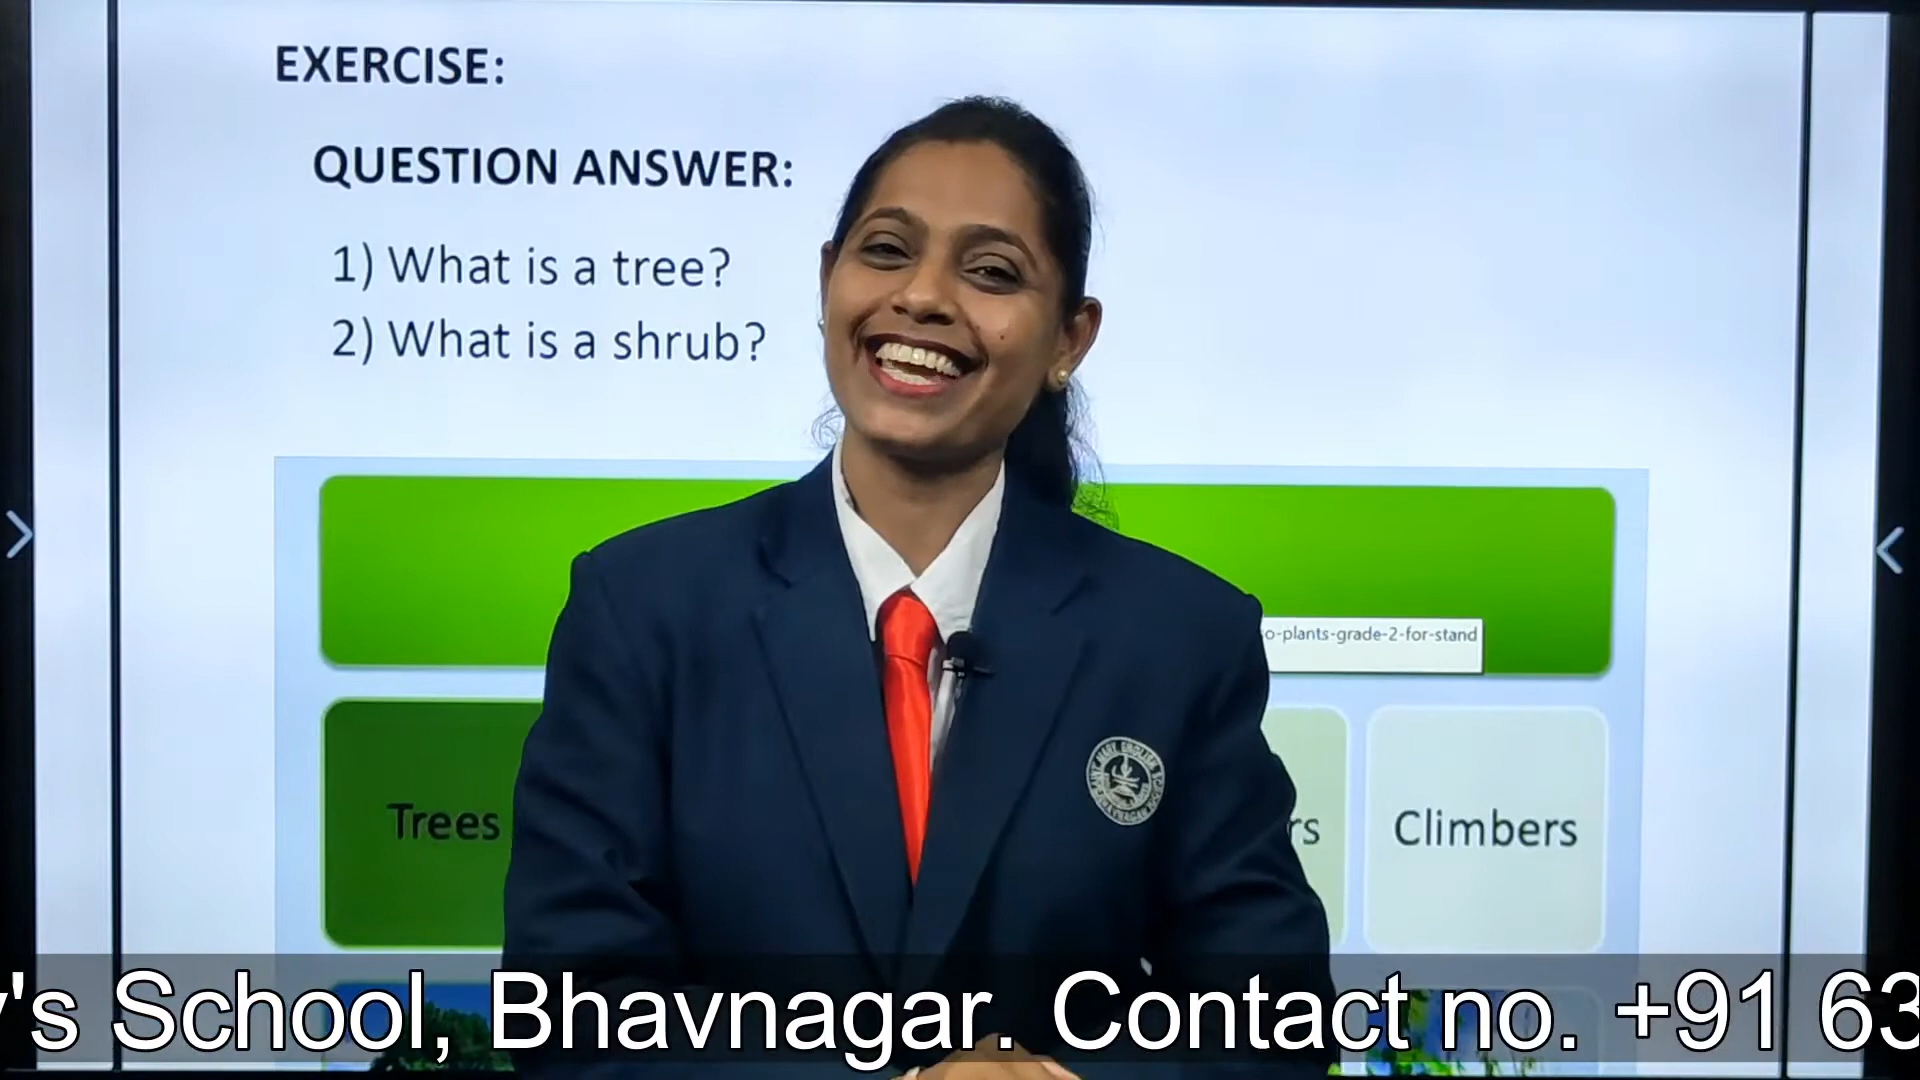 EXERCISE:
QUESTION ANSWER:
1) What is a tree?
2) What is a shrub?
o-plants-grade-2-for-stand
Trees
rs
Climbers
y's School, Bhavnagar. Contact no. +91 63